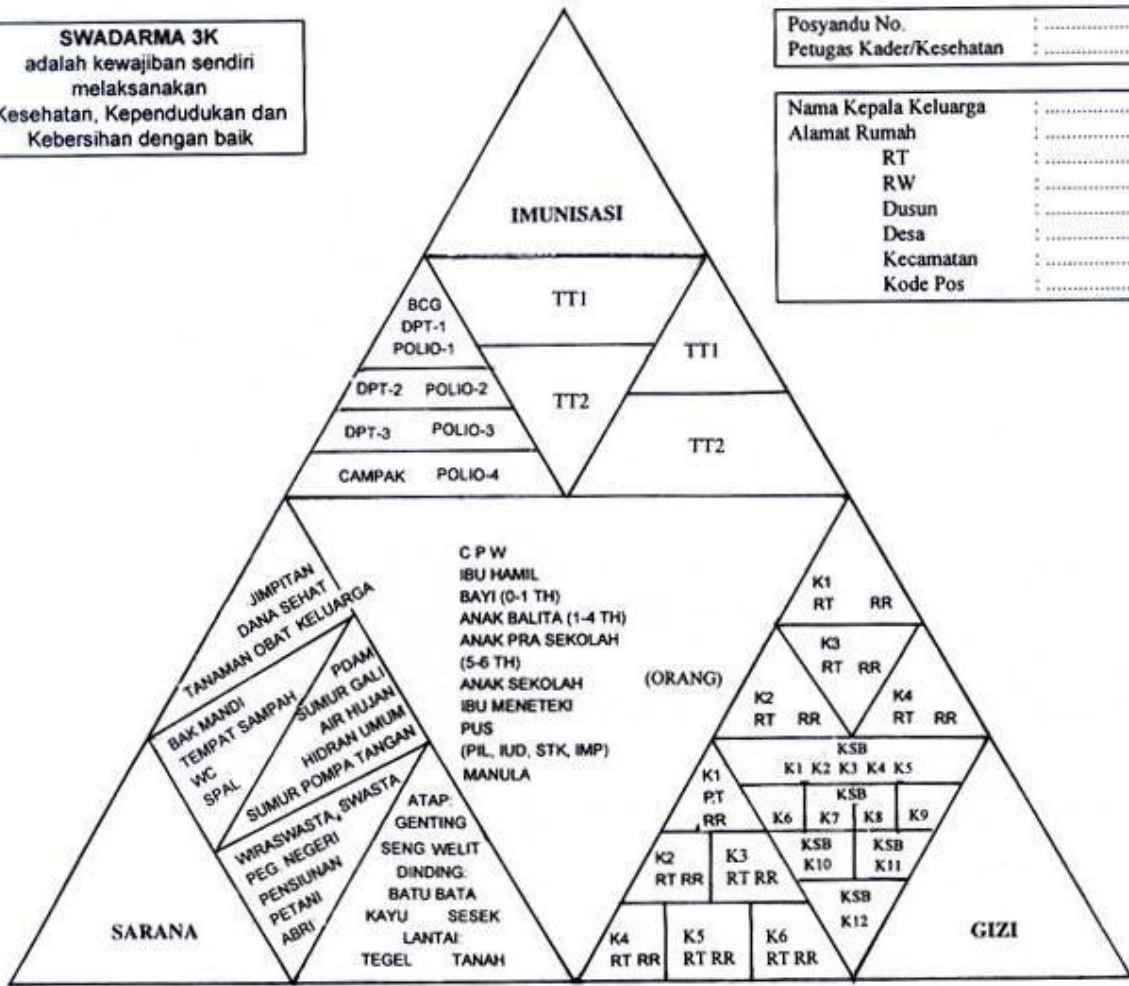 SWADARMA 3K
adalah kewajiban sendiri
melaksanakan
Kesehatan, Kependudukan dan
Kebersihan dengan baik
Posyandu No. : ....................
Petugas Kader/Kesehatan : ....................
Nama Kepala Keluarga : ....................
Alamat Rumah : ....................
RT : ....................
RW : ....................
Dusun : ....................
Desa : ....................
Kecamatan : ....................
Kode Pos : ....................
IMUNISASI
BCG
DPT-1
POLIO-1
DPT-2 POLIO-2
DPT-3 POLIO-3
CAMPAK POLIO-4
TT1
TT2
TT1
TT2
JIMPITAN
DANA SEHAT
TANAMAN OBAT KELUARGA
BAK MANDI
TEMPAT SAMPAH
WC
SPAL
PDAM
SUMUR GALI
AIR HUJAN
HIDRAN UMUM
SUMUR POMPA TANGAN
WIRASWASTA, SWASTA
PEG. NEGERI
PENSIUNAN
PETANI
ABRI
ATAP:
GENTING
SENG WELIT
DINDING:
BATU BATA
KAYU SESEK
LANTAI:
TEGEL TANAH
SARANA
C P W
IBU HAMIL
BAYI (0-1 TH)
ANAK BALITA (1-4 TH)
ANAK PRA SEKOLAH
(5-6 TH)
ANAK SEKOLAH
IBU MENETEKI
PUS
(PIL, IUD, STK, IMP)
MANULA
(ORANG)
K1
RT RR
K3
RT RR
K2
RT RR
K4
RT RR
K1
P.T
RR
K2
RT RR
K3
RT RR
K4
RT RR
K5
RT RR
K6
RT RR
KSB
K1 K2 K3 K4 K5
KSB
K6 K7 K8 K9
KSB
K10
KSB
K11
KSB
K12
GIZI